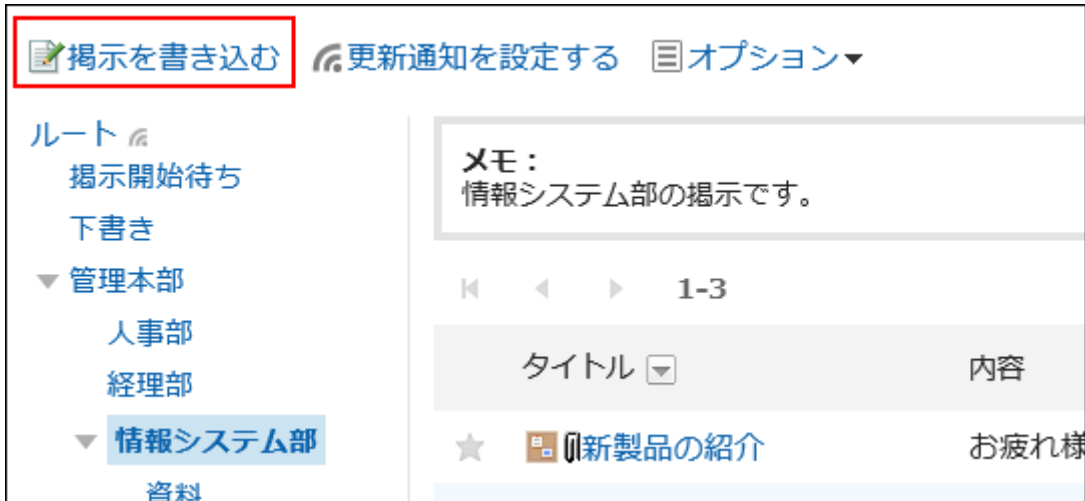 掲示を書き込む 更新通知を設定する オプション
ルート
掲示開始待ち
下書き
管理本部
人事部
経理部
情報システム部
資料
メモ：
情報システム部の掲示です。
1-3
タイトル 内容
新製品の紹介 お疲れ様